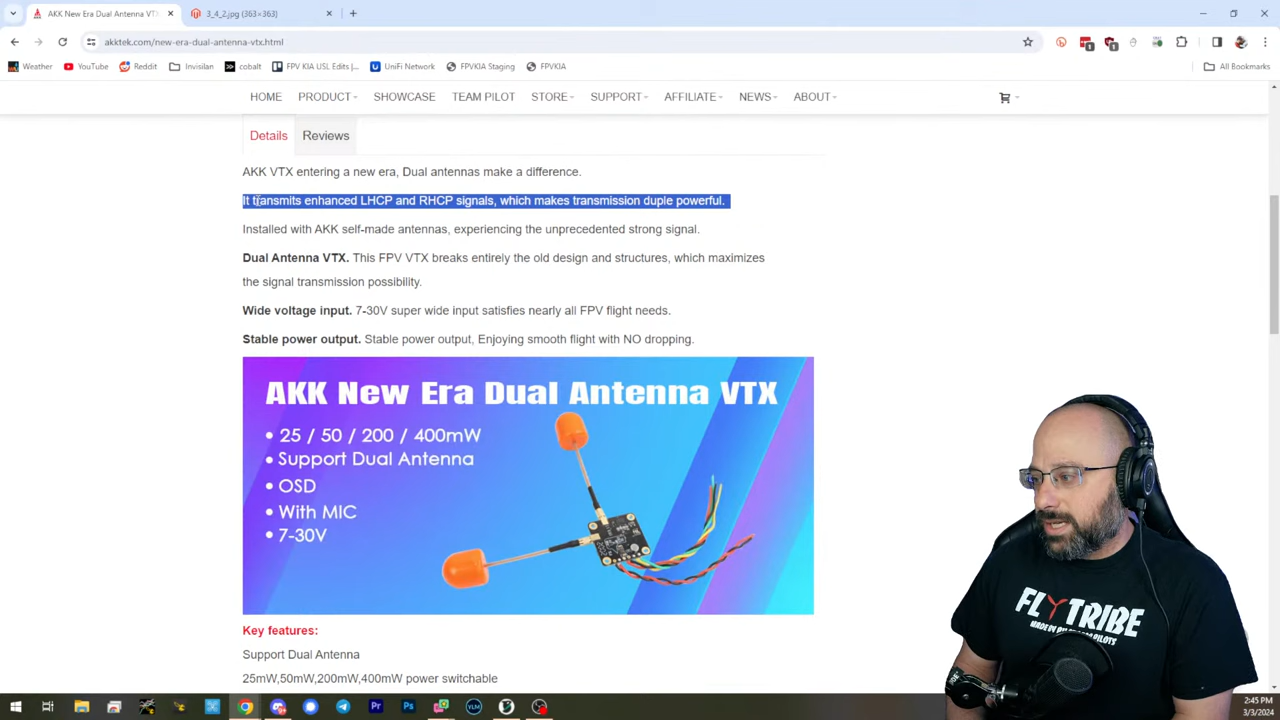 AKK New Era Dual Antenna VTX
3_4_2.jpg (363×363)
akktek.com/new-era-dual-antenna-vtx.html
Weather
YouTube
Reddit
Invisilan
cobalt
FPV KIA USL Edits |...
UniFi Network
FPVKIA Staging
FPVKIA
All Bookmarks
HOME PRODUCT SHOWCASE TEAM PILOT STORE SUPPORT AFFILIATE NEWS ABOUT
Details Reviews
AKK VTX entering a new era, Dual antennas make a difference.
It transmits enhanced LHCP and RHCP signals, which makes transmission duple powerful.
Installed with AKK self-made antennas, experiencing the unprecedented strong signal.
Dual Antenna VTX. This FPV VTX breaks entirely the old design and structures, which maximizes
the signal transmission possibility.
Wide voltage input. 7-30V super wide input satisfies nearly all FPV flight needs.
Stable power output. Stable power output, Enjoying smooth flight with NO dropping.
AKK New Era Dual Antenna VTX
• 25 / 50 / 200 / 400mW
• Support Dual Antenna
• OSD
• With MIC
• 7-30V
Key features:
Support Dual Antenna
25mW,50mW,200mW,400mW power switchable
FLYTRIBE
2:45 PM
3/3/2024